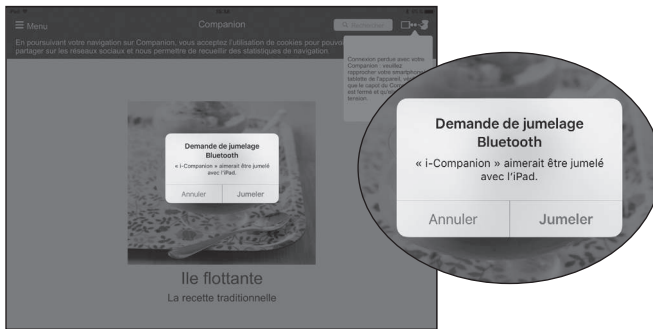 Menu
Companion
Rechercher
En poursuivant votre navigation sur Companion, vous acceptez l'utilisation de cookies pour pouvoir
partager sur les réseaux sociaux et nous permettre de recueillir des statistiques de navigation.
Connexion perdue avec votre
Companion : veuillez
rapprocher votre smartphone
tablette de l'appareil,
que le capot de
est fermé et qu'il
tension.
Demande de jumelage
Bluetooth
« i-Companion » aimerait être jumelé
avec l'iPad.
Annuler
Jumeler
Ile flottante
La recette traditionnelle
Demande de jumelage
Bluetooth
« i-Companion » aimerait être jumelé
avec l'iPad.
Annuler
Jumeler